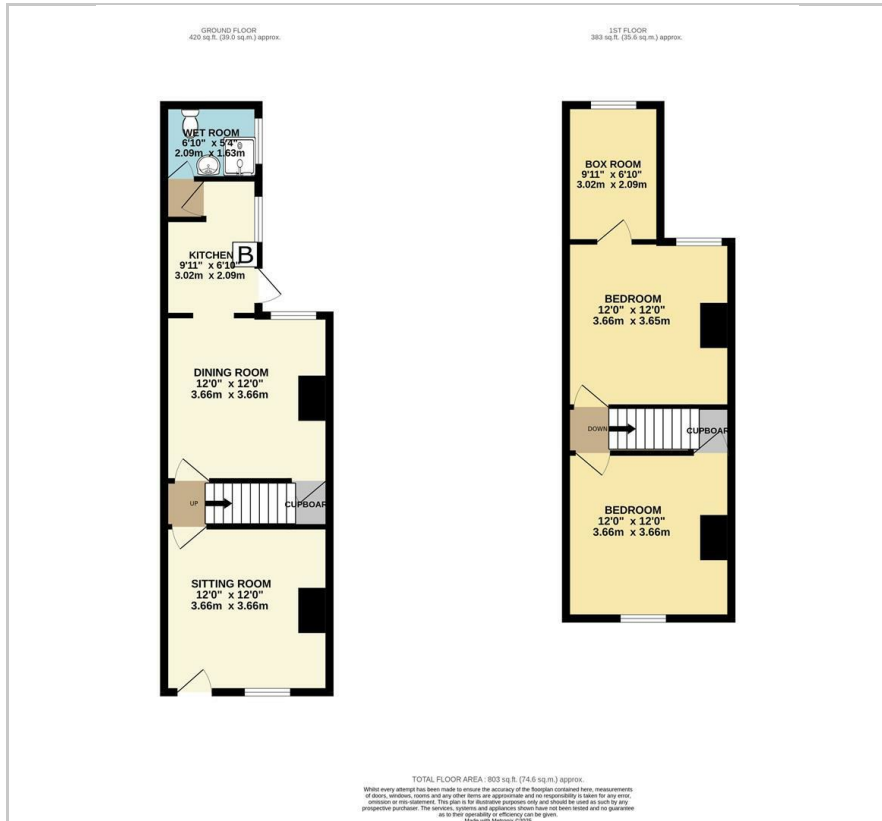 GROUND FLOOR
420 sq.ft. (39.0 sq.m.) approx.
WET ROOM
6'10" x 5'4"
2.09m x 1.63m
KITCHEN
B
9'11" x 6'10"
3.02m x 2.09m
DINING ROOM
12'0" x 12'0"
3.66m x 3.66m
UP
CUPBOAR
SITTING ROOM
12'0" x 12'0"
3.66m x 3.66m
1ST FLOOR
383 sq.ft. (35.6 sq.m.) approx.
BOX ROOM
9'11" x 6'10"
3.02m x 2.09m
BEDROOM
12'0" x 12'0"
3.66m x 3.65m
DOWN
CUPBOAR
BEDROOM
12'0" x 12'0"
3.66m x 3.66m
TOTAL FLOOR AREA : 803 sq.ft. (74.6 sq.m.) approx.
Whilst every attempt has been made to ensure the accuracy of the floorplan contained here, measurements
of doors, windows, rooms and any other items are approximate and no responsibility is taken for any error,
omission or mis-statement. This plan is for illustrative purposes only and should be used as such by any
prospective purchaser. The services, systems and appliances shown have not been tested and no guarantee
as to their operability or efficiency can be given.
Made with Metropix ©2025